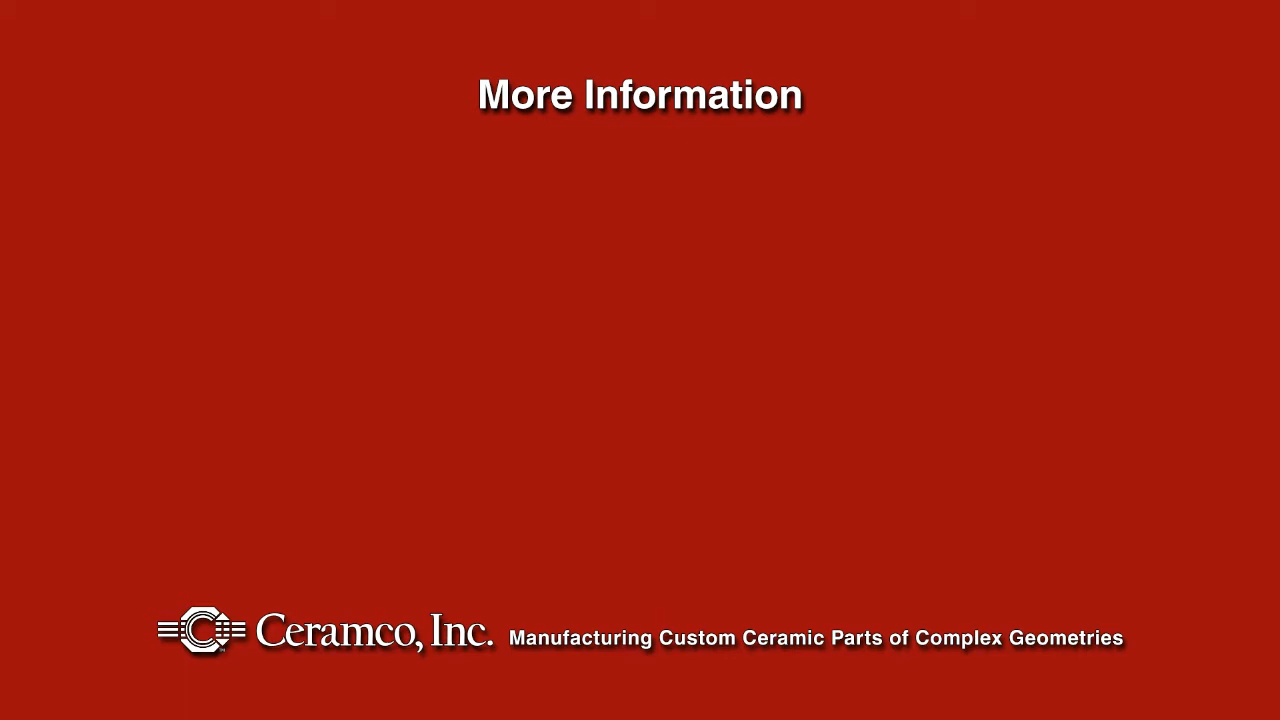 More Information
Ceramco, Inc. Manufacturing Custom Ceramic Parts of Complex Geometries